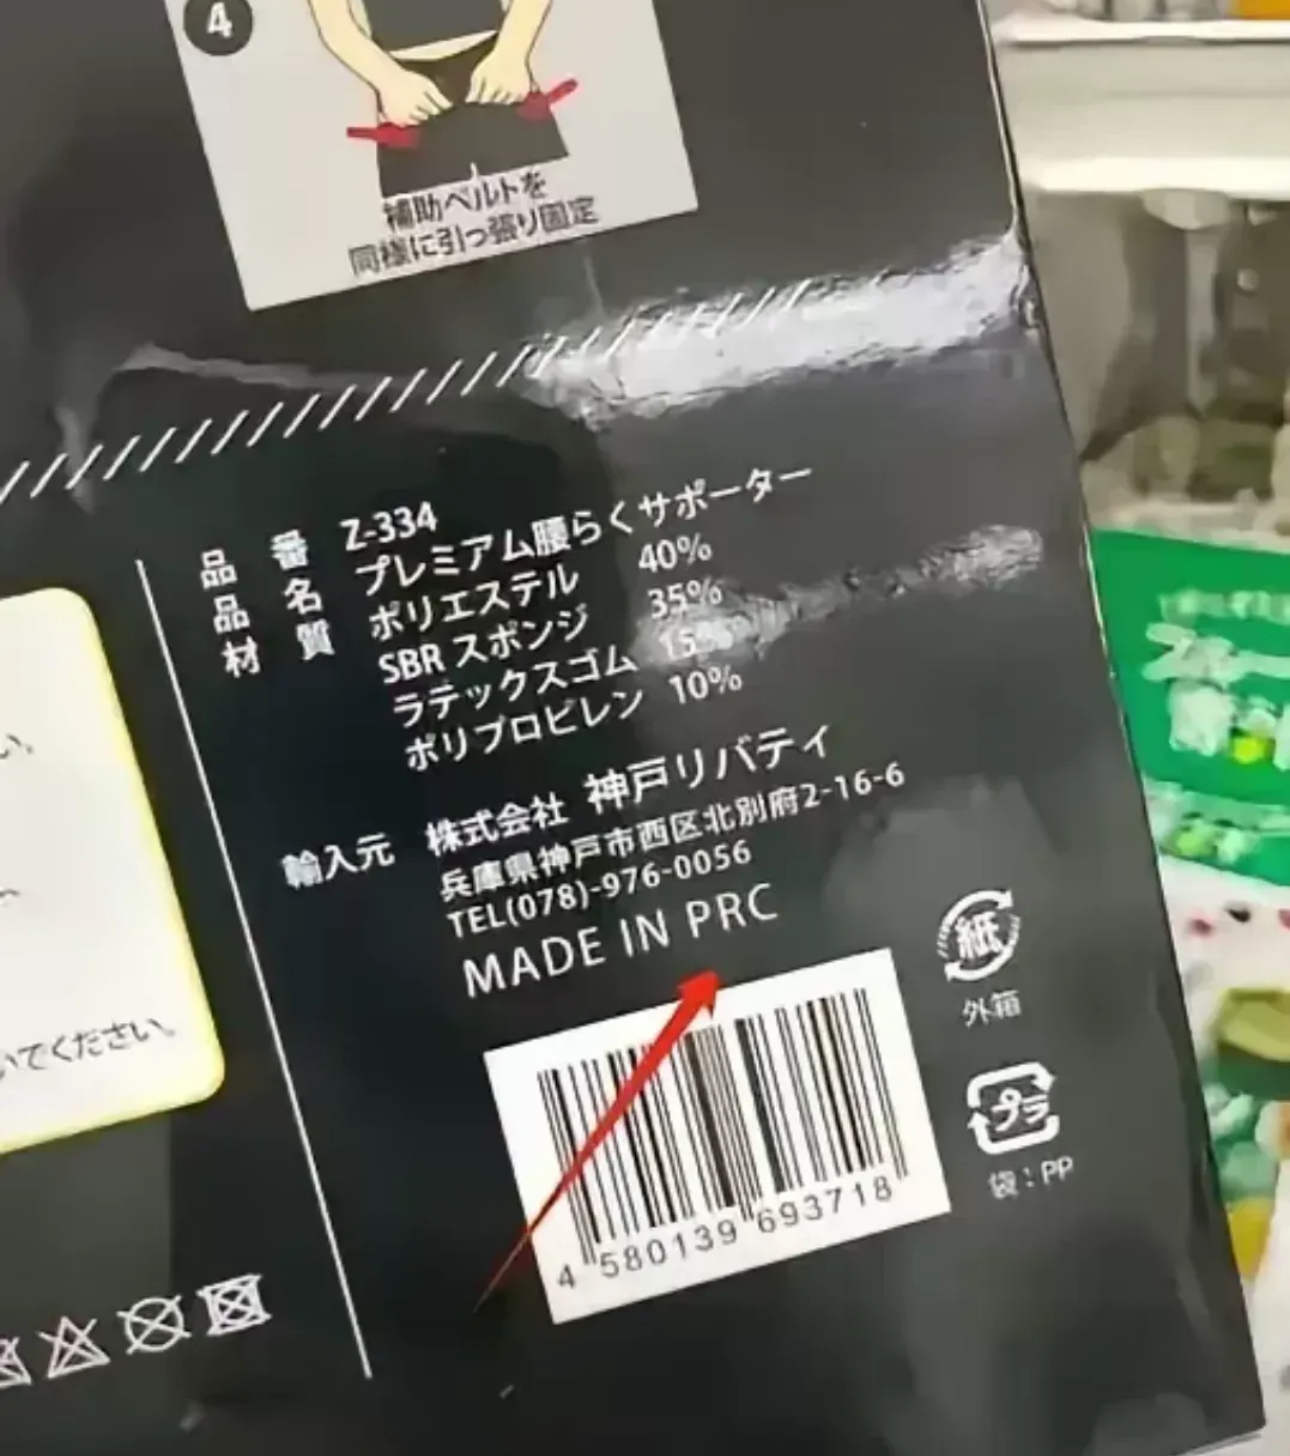 4
補助ベルトを
同様に引っ張り固定
品 番 Z-334
品 名 プレミアム腰らくサポーター
材 質 ポリエステル 40%
SBR スポンジ 35%
ラテックスゴム 15%
ポリプロピレン 10%
輸入元 株式会社 神戸リバティ
兵庫県神戸市西区北別府2-16-6
TEL(078)-976-0056
MADE IN PRC
4 580139 693718
紙
外箱
プラ
袋：PP
い。
いでください。